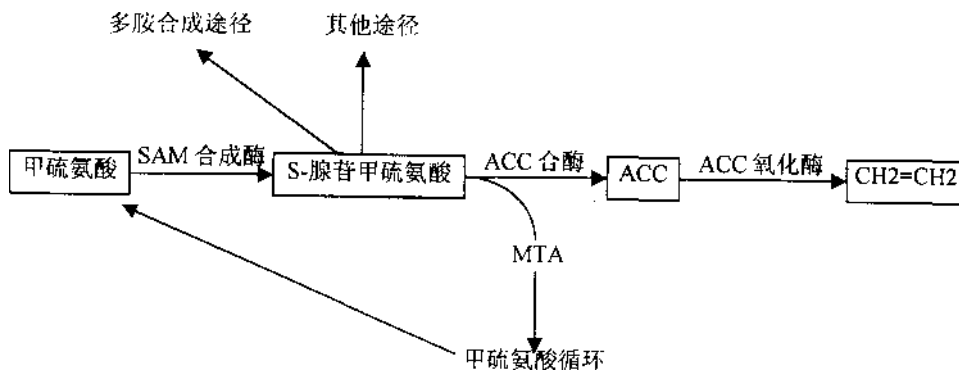 多胺合成途径
其他途径
甲硫氨酸
SAM 合成酶
S-腺苷甲硫氨酸
ACC 合酶
ACC
ACC 氧化酶
CH2=CH2
MTA
甲硫氨酸循环